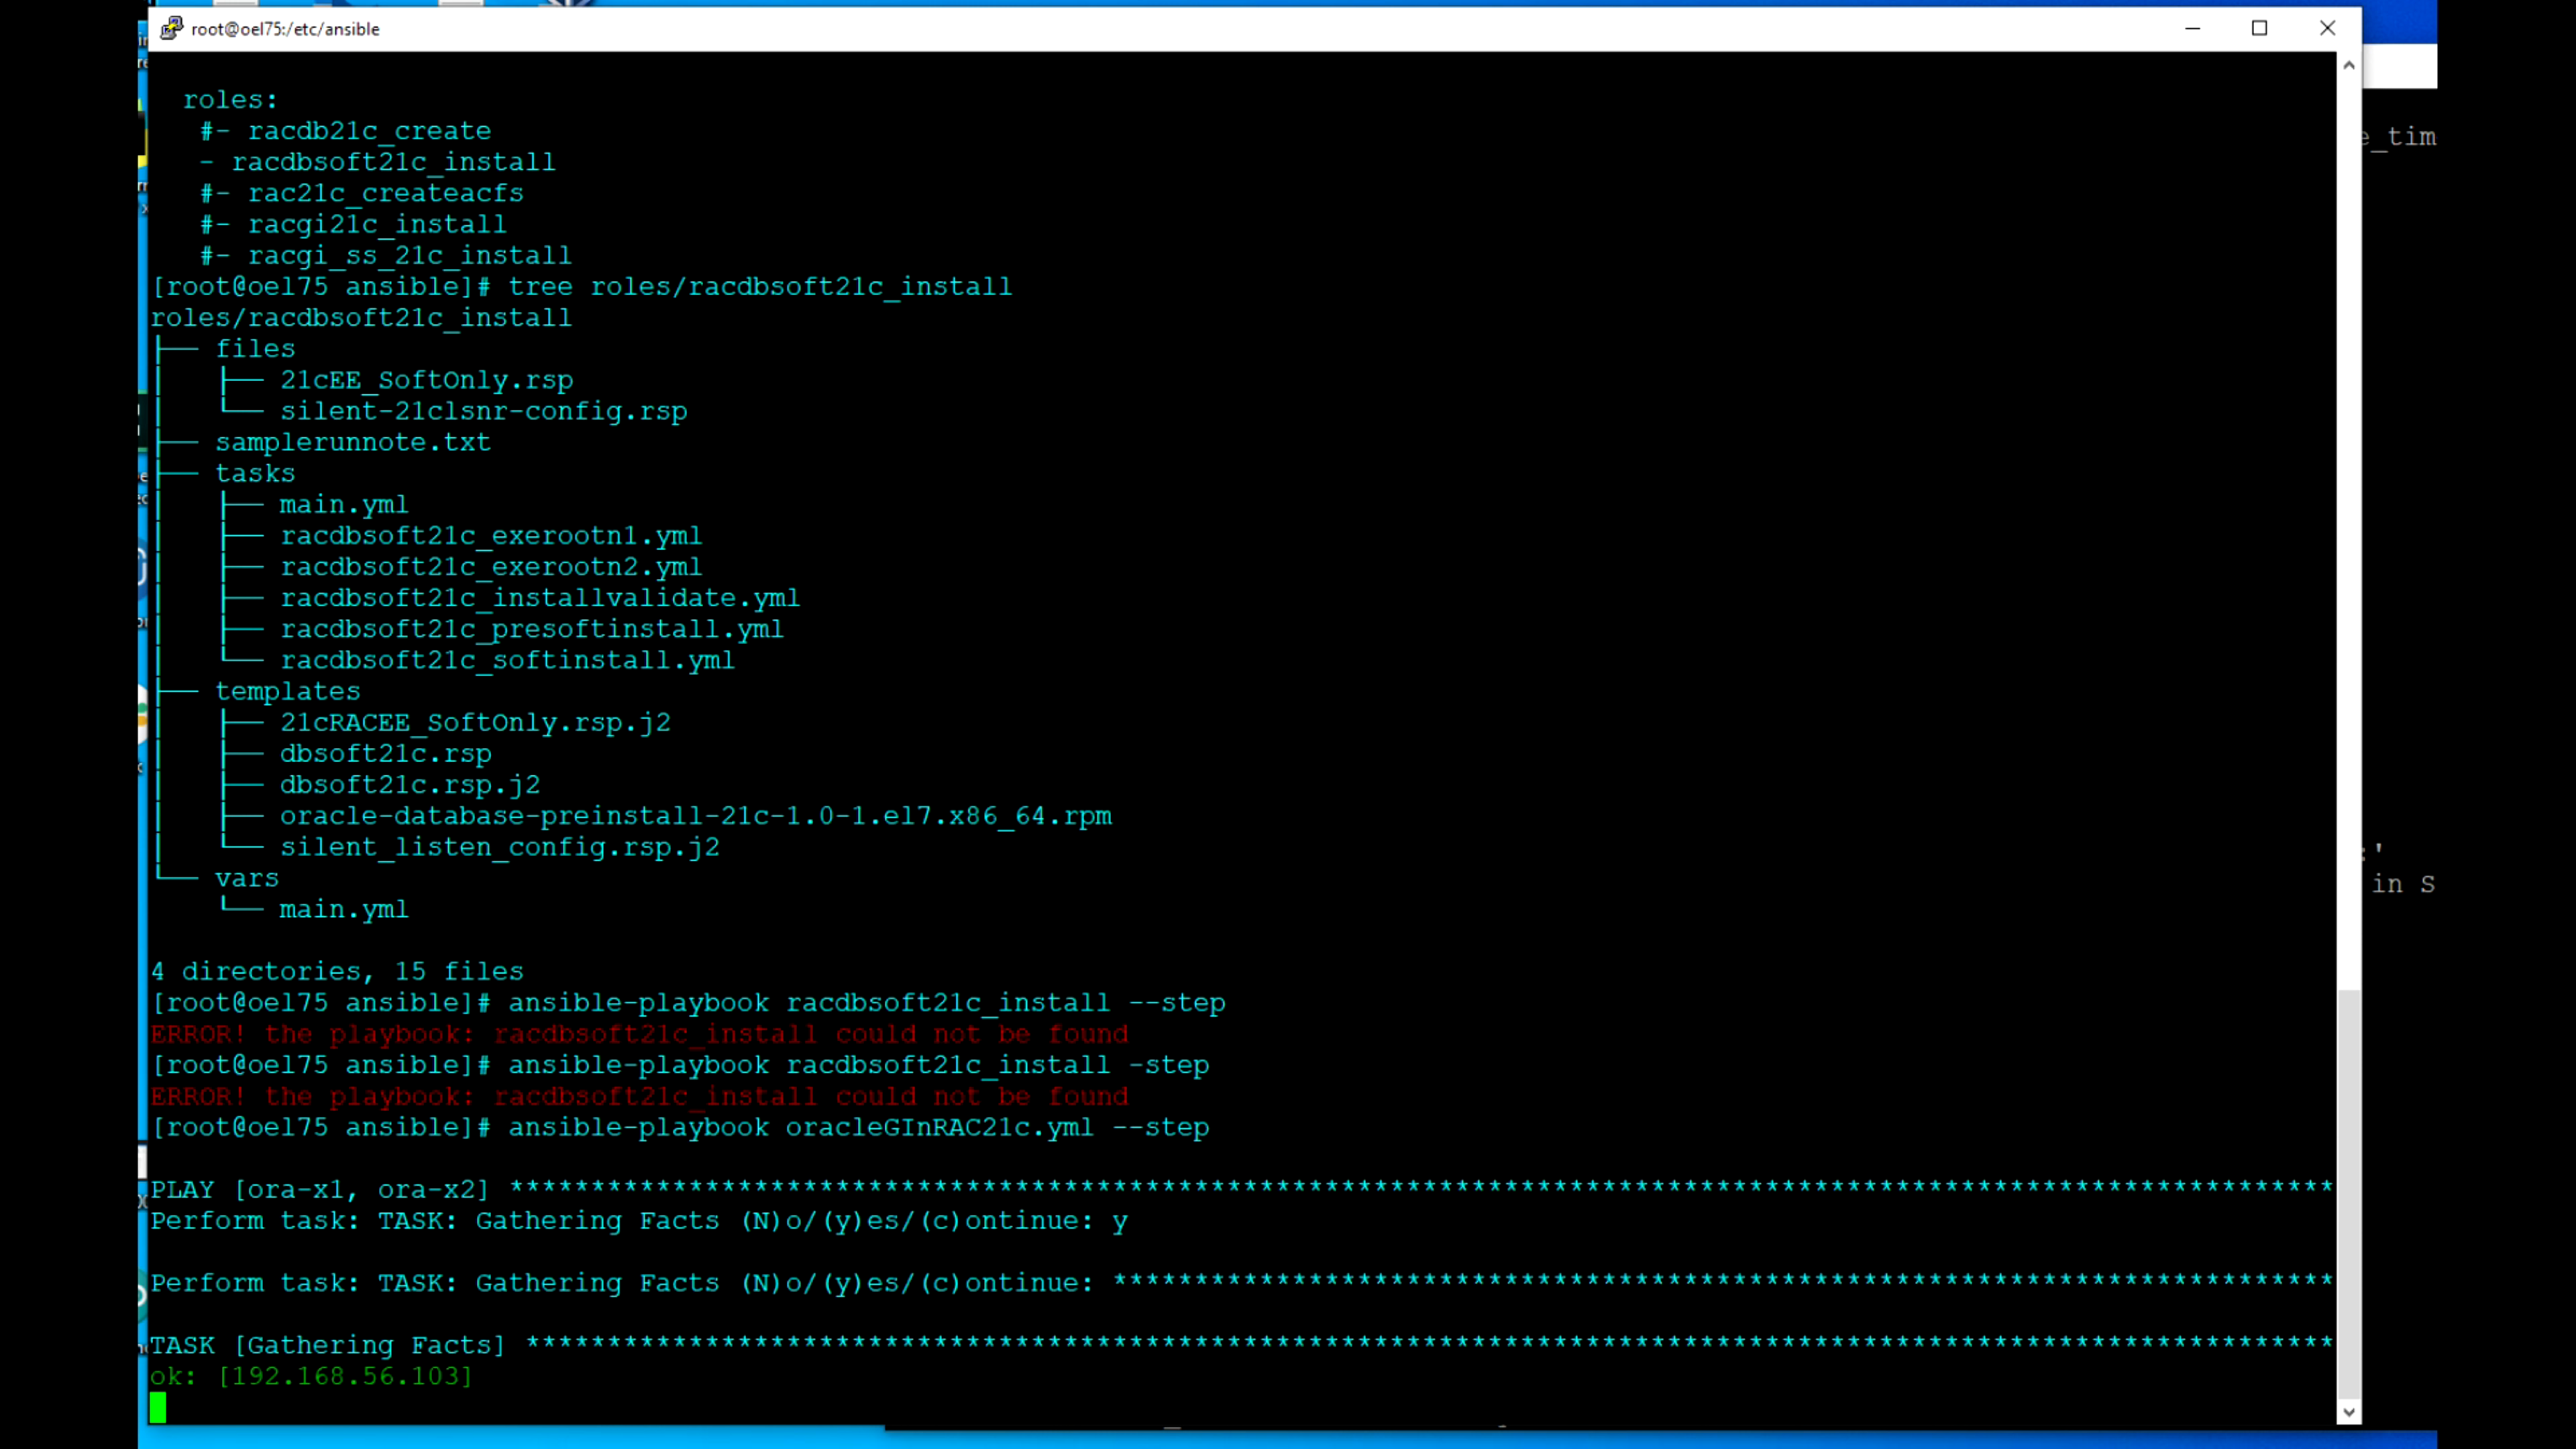 root@oel75:/etc/ansible
  roles:
   #- racdb21c_create
   - racdbsoft21c_install
   #- rac21c_createacfs
   #- racgi21c_install
   #- racgi_ss_21c_install
[root@oel75 ansible]# tree roles/racdbsoft21c_install
roles/racdbsoft21c_install
├── files
│   ├── 21cEE_SoftOnly.rsp
│   └── silent-21clsnr-config.rsp
├── samplerunnote.txt
├── tasks
│   ├── main.yml
│   ├── racdbsoft21c_exerootn1.yml
│   ├── racdbsoft21c_exerootn2.yml
│   ├── racdbsoft21c_installvalidate.yml
│   ├── racdbsoft21c_presoftinstall.yml
│   └── racdbsoft21c_softinstall.yml
├── templates
│   ├── 21cRACEE_SoftOnly.rsp.j2
│   ├── dbsoft21c.rsp
│   ├── dbsoft21c.rsp.j2
│   ├── oracle-database-preinstall-21c-1.0-1.el7.x86_64.rpm
│   └── silent_listen_config.rsp.j2
└── vars
    └── main.yml
4 directories, 15 files
[root@oel75 ansible]# ansible-playbook racdbsoft21c_install --step
ERROR! the playbook: racdbsoft21c_install could not be found
[root@oel75 ansible]# ansible-playbook racdbsoft21c_install -step
ERROR! the playbook: racdbsoft21c_install could not be found
[root@oel75 ansible]# ansible-playbook oracleGInRAC21c.yml --step
PLAY [ora-x1, ora-x2] ****************************************************************************************************************
Perform task: TASK: Gathering Facts (N)o/(y)es/(c)ontinue: y
Perform task: TASK: Gathering Facts (N)o/(y)es/(c)ontinue: ***************************************************************************
TASK [Gathering Facts] ***************************************************************************************************************
ok: [192.168.56.103]
e_tim
:'
in S